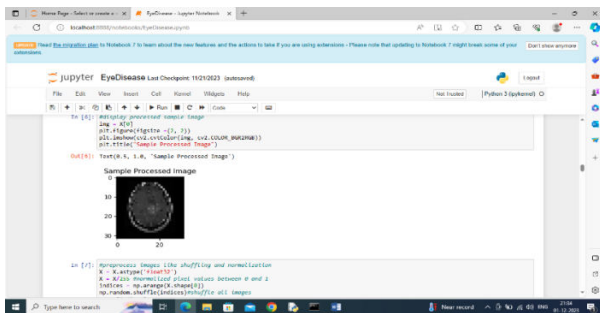 Home Page - Select or create a n
EyeDisease - Jupyter Notebook
localhost:8888/notebooks/EyeDisease.ipynb
Read the migration plan to Notebook 7 to learn about the new features and the actions to take if you are using extensions - Please note that updating to Notebook 7 might break some of your
extensions.
Don't show anymore
jupyter EyeDisease Last Checkpoint: 11/21/2023 (autosaved)
Logout
File Edit View Insert Cell Kernel Widgets Help
Not Trusted
Python 3 (ipykernel)
Run
Code
#display processed sample image
img = X[0]
plt.figure(figsize =(2, 2))
plt.imshow(cv2.cvtColor(img, cv2.COLOR_BGR2RGB))
plt.title("Sample Processed Image")
Text(0.5, 1.0, 'Sample Processed Image')
Sample Processed Image
0
10
20
30
0 20
In [7]: #preprocess images like shuffling and normalization
X = X.astype('float32')
X = X/255 #normalized pixel values between 0 and 1
indices = np.arange(X.shape[0])
np.random.shuffle(indices)#shuffle all images
Type here to search
Near record
ENG
21:04
01-12-2023